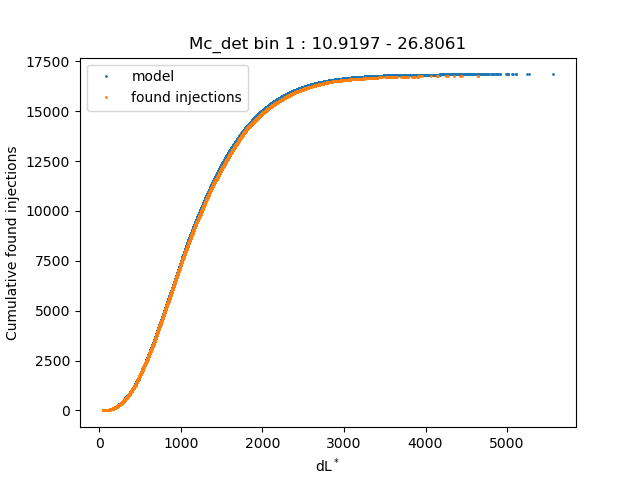 Mc_det bin 1 : 10.9197 - 26.8061
model
found injections
Cumulative found injections
17500
15000
12500
10000
7500
5000
2500
0
0 1000 2000 3000 4000 5000
dL*